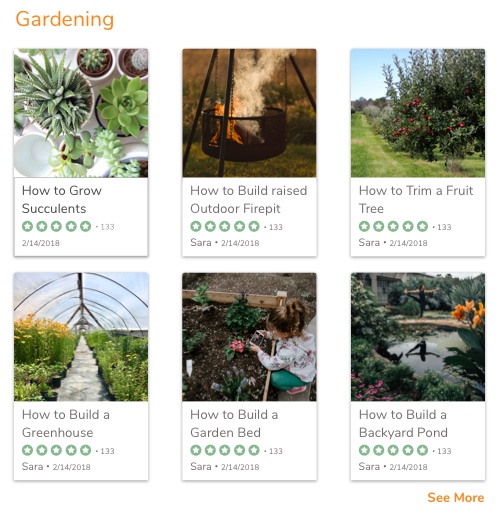 Gardening
How to Grow
Succulents
• 133
2/14/2018
How to Build raised
Outdoor Firepit
• 133
Sara • 2/14/2018
How to Trim a Fruit
Tree
• 133
Sara • 2/14/2018
How to Build a
Greenhouse
• 133
Sara • 2/14/2018
How to Build a
Garden Bed
• 133
Sara • 2/14/2018
How to Build a
Backyard Pond
• 133
Sara • 2/14/2018
See More